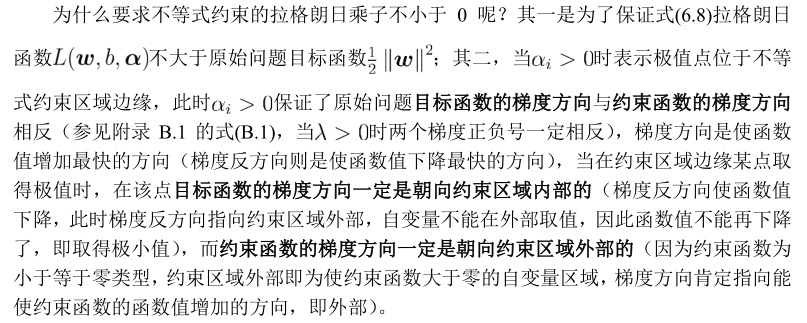 为什么要求不等式约束的拉格朗日乘子不小于 0 呢？其一是为了保证式(6.8)拉格朗日
函数L(w, b, α)不大于原始问题目标函数½ ‖w‖²；其二，当αᵢ > 0时表示极值点位于不等
式约束区域边缘，此时αᵢ > 0保证了原始问题目标函数的梯度方向与约束函数的梯度方向
相反（参见附录 B.1 的式(B.1)，当λ > 0时两个梯度正负号一定相反），梯度方向是使函数
值增加最快的方向（梯度反方向则是使函数值下降最快的方向），当在约束区域边缘某点取
得极值时，在该点目标函数的梯度方向一定是朝向约束区域内部的（梯度反方向使函数值
下降，此时梯度反方向指向约束区域外部，自变量不能在外部取值，因此函数值不能再下降
了，即取得极小值），而约束函数的梯度方向一定是朝向约束区域外部的（因为约束函数为
小于等于零类型，约束区域外部即为使约束函数大于零的自变量区域，梯度方向肯定指向能
使约束函数的函数值增加的方向，即外部）。